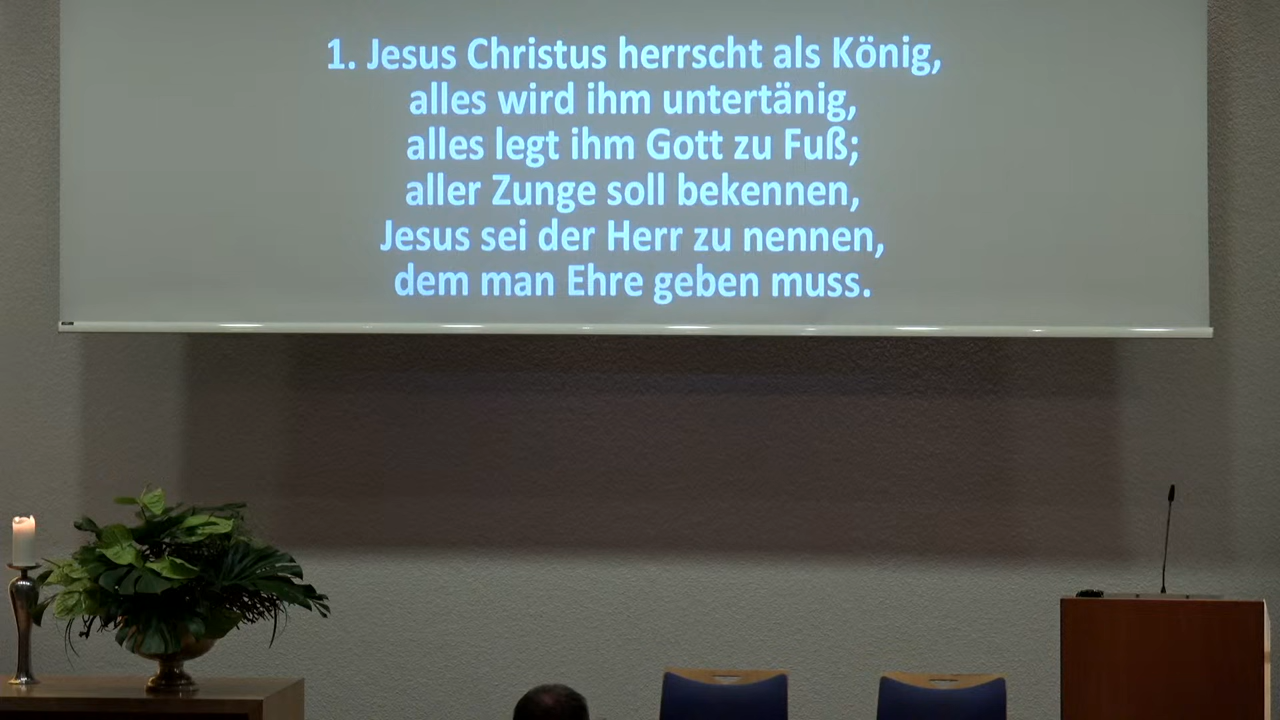 1. Jesus Christus herrscht als König,
alles wird ihm untertänig,
alles legt ihm Gott zu Fuß;
aller Zunge soll bekennen,
Jesus sei der Herr zu nennen,
dem man Ehre geben muss.